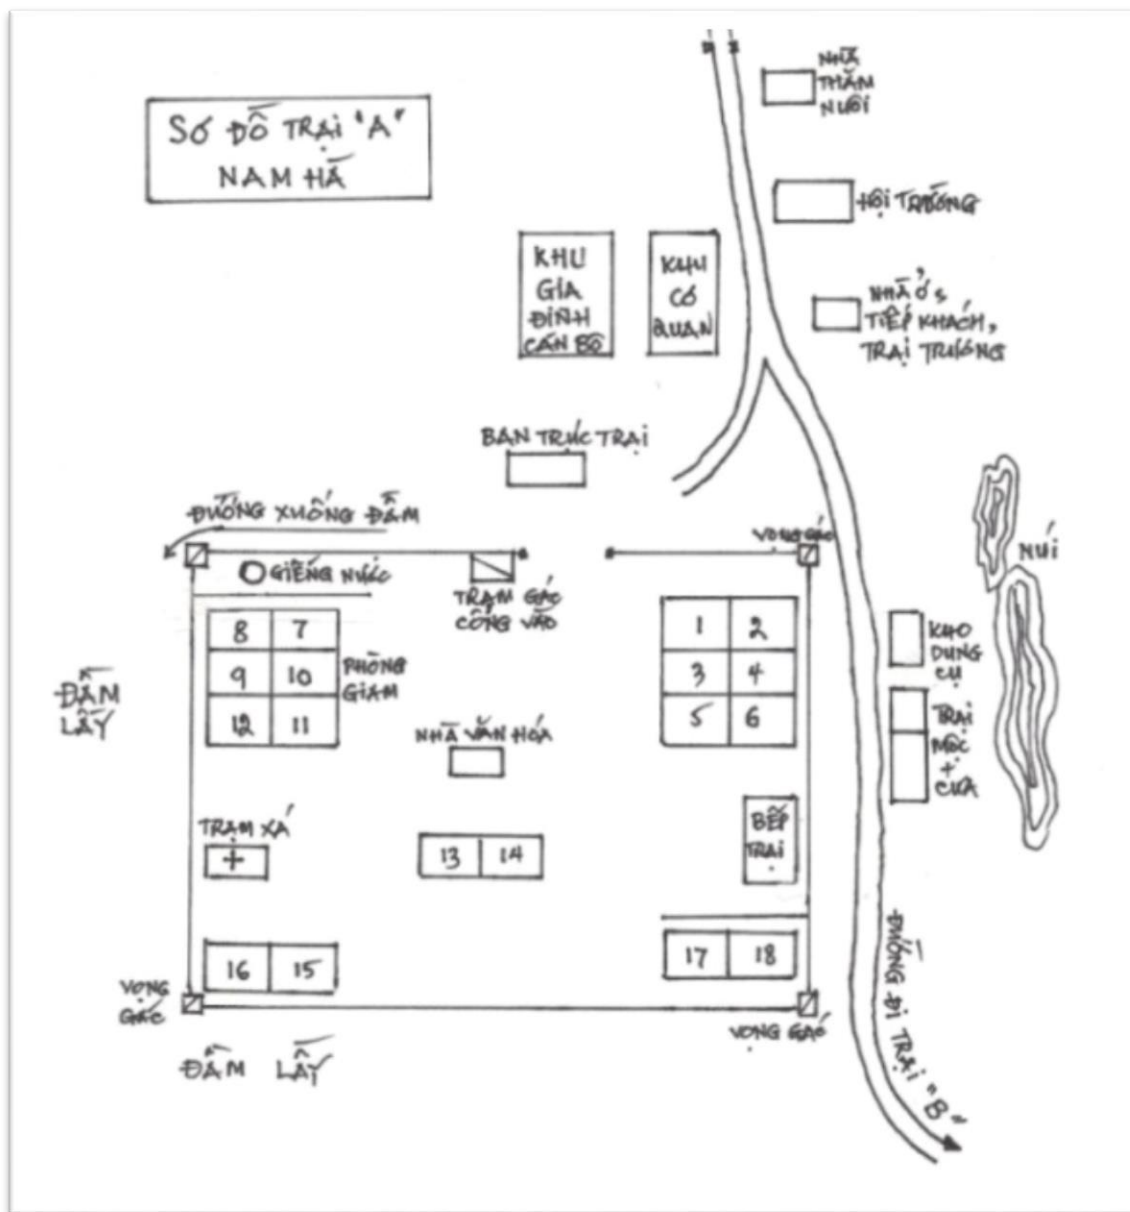 SƠ ĐỒ TRẠI "A"
NAM HÀ
NHÀ
THĂM
NUÔI
HỘI TRƯỜNG
KHU
GIA
ĐÌNH
CÁN BỘ
KHU
CƠ
QUAN
NHÀ Ở,
TIẾP KHÁCH,
TRẠI TRƯỞNG
BAN TRỰC TRẠI
ĐƯỜNG XUỐNG ĐẦM
VỌNG GÁC
NÚI
GIẾNG NƯỚC
TRẠM GÁC
CỔNG VÀO
8 7
9 10
12 11
PHÒNG
GIAM
1 2
3 4
5 6
KHO
DỤNG
CỤ
ĐẦM
LẦY
NHÀ VĂN HÓA
TRẠI
MỘC
+
CƯA
TRẠM XÁ
+
13 14
BẾP
TRẠI
16 15
17 18
VỌNG
GÁC
VỌNG GÁC
ĐẦM LẦY
ĐƯỜNG ĐI TRẠI "B"